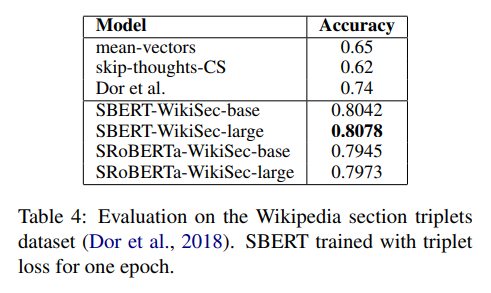 Model Accuracy
mean-vectors 0.65
skip-thoughts-CS 0.62
Dor et al. 0.74
SBERT-WikiSec-base 0.8042
SBERT-WikiSec-large 0.8078
SRoBERTa-WikiSec-base 0.7945
SRoBERTa-WikiSec-large 0.7973
Table 4: Evaluation on the Wikipedia section triplets
dataset (Dor et al., 2018). SBERT trained with triplet
loss for one epoch.